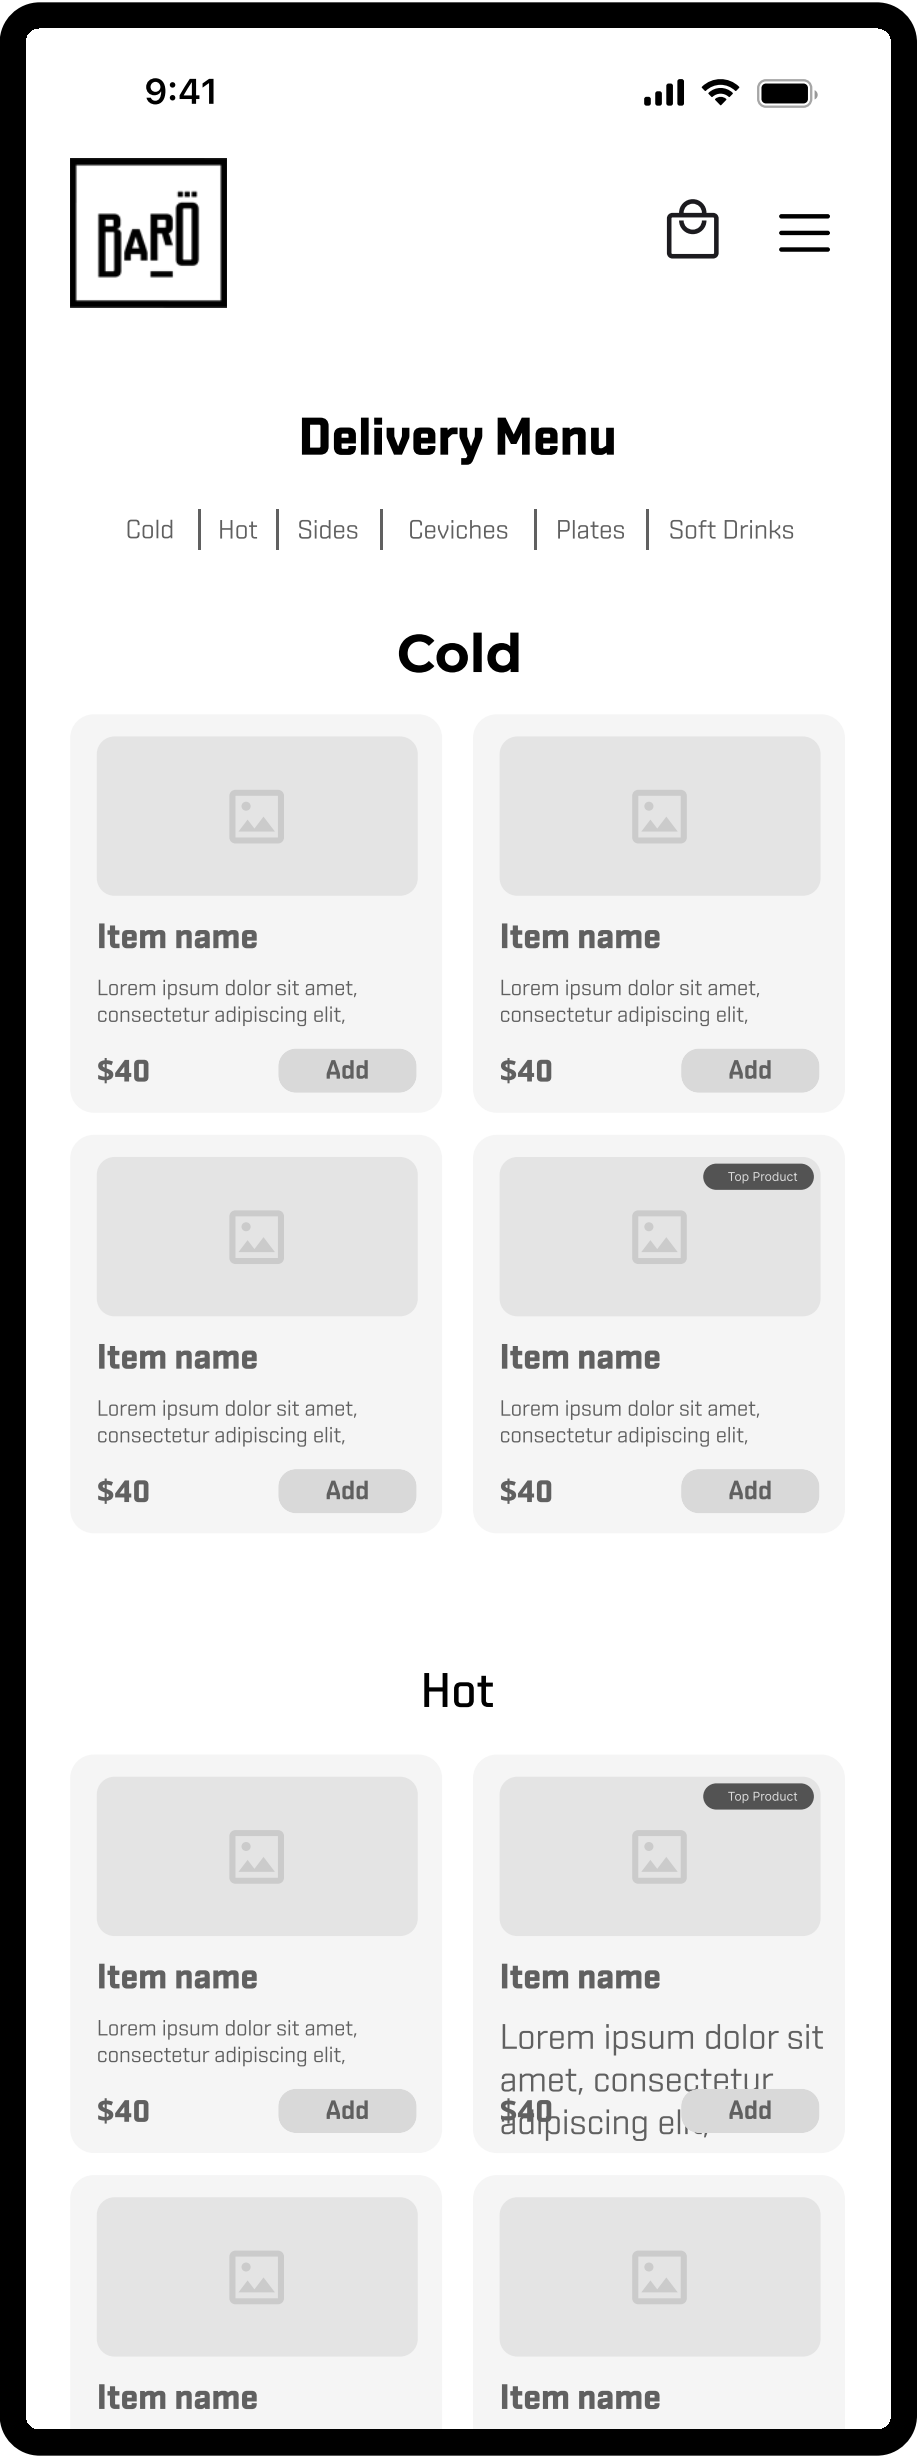 9:41
BARÖ
Delivery Menu
Cold | Hot | Sides | Ceviches | Plates | Soft Drinks
Cold
Item name
Lorem ipsum dolor sit amet,
consectetur adipiscing elit,
$40 Add
Item name
Lorem ipsum dolor sit amet,
consectetur adipiscing elit,
$40 Add
Item name
Lorem ipsum dolor sit amet,
consectetur adipiscing elit,
$40 Add
Top Product
Item name
Lorem ipsum dolor sit amet,
consectetur adipiscing elit,
$40 Add
Hot
Item name
Lorem ipsum dolor sit amet,
consectetur adipiscing elit,
$40 Add
Top Product
Item name
Lorem ipsum dolor sit
amet, consectetur
adipiscing elit,
$40 Add
Item name
Item name